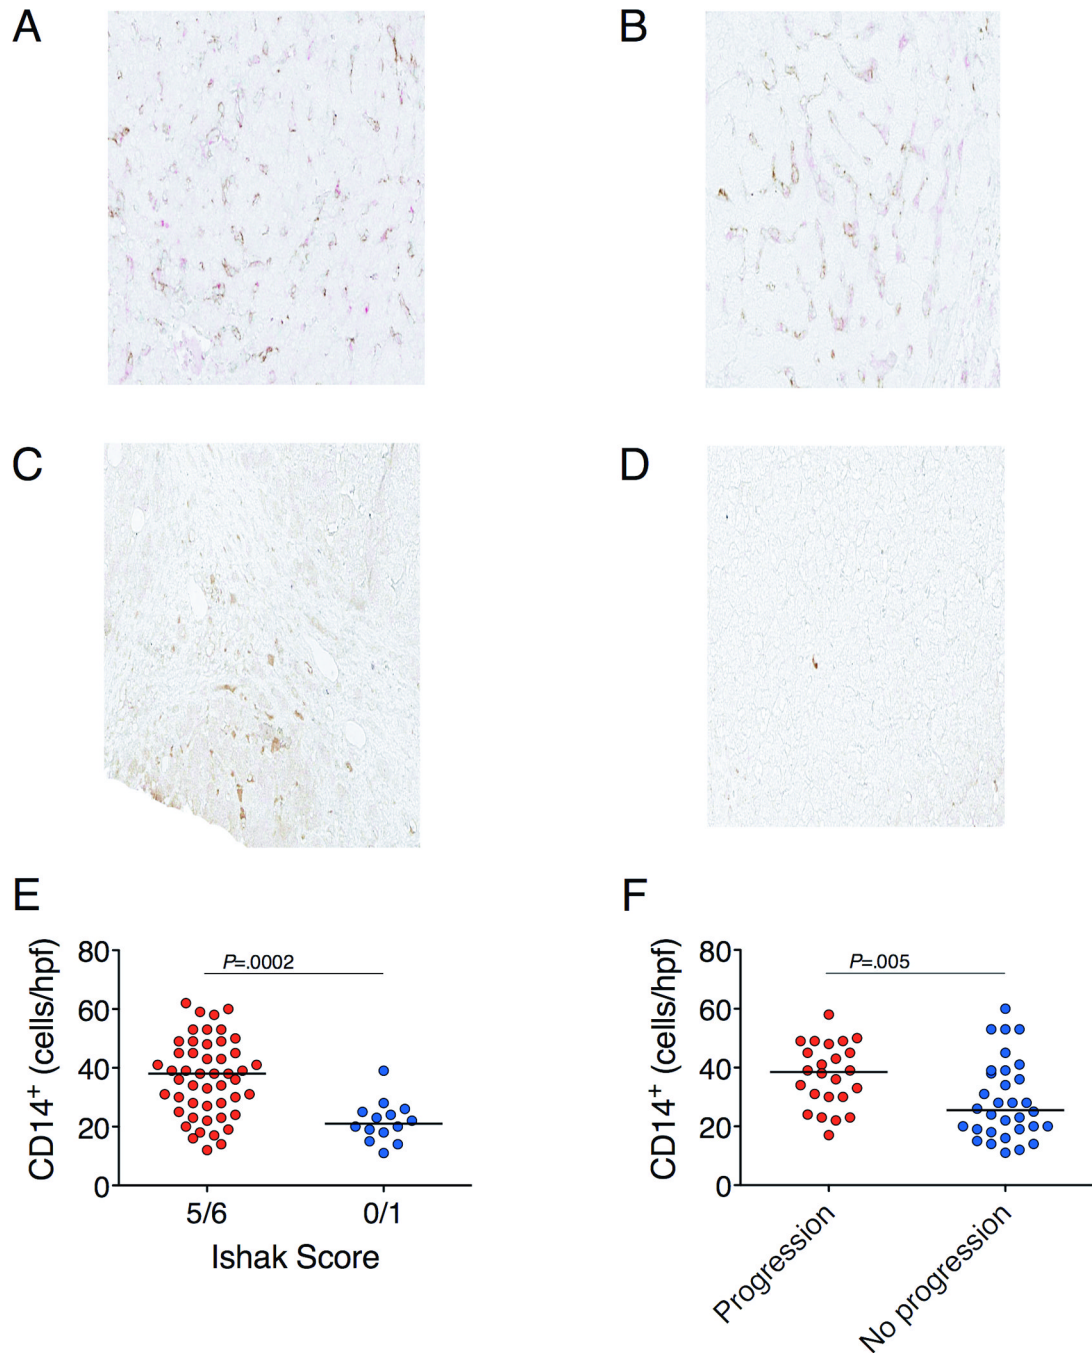 A
B
C
D
E
F
CD14+ (cells/hpf)
80
60
40
20
0
P=.0002
5/6
0/1
Ishak Score
CD14+ (cells/hpf)
80
60
40
20
0
P=.005
Progression
No progression